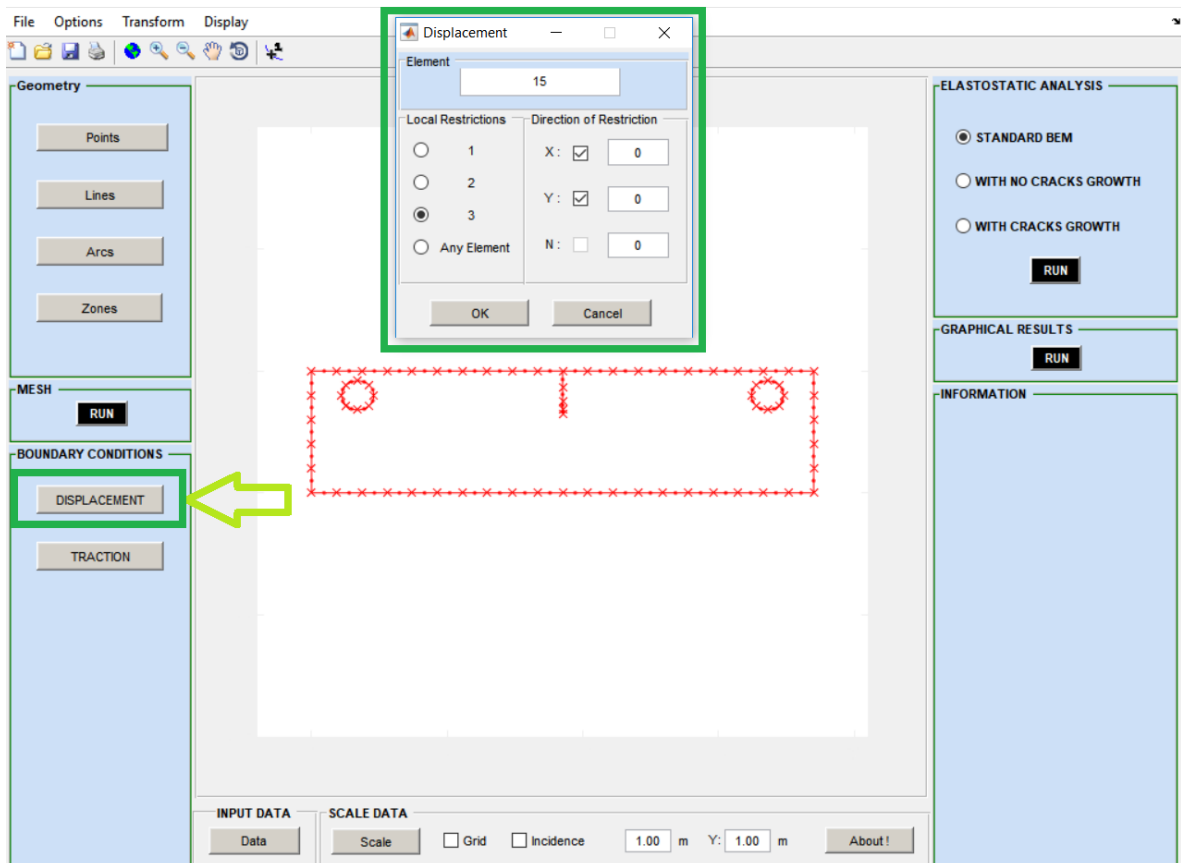 File Options Transform Display
Displacement
Element
15
Local Restrictions
Direction of Restriction
1
X: 0
2
Y: 0
3
Any Element
N: 0
OK Cancel
Geometry
Points
Lines
Arcs
Zones
MESH
RUN
BOUNDARY CONDITIONS
DISPLACEMENT
TRACTION
ELASTOSTATIC ANALYSIS
STANDARD BEM
WITH NO CRACKS GROWTH
WITH CRACKS GROWTH
RUN
GRAPHICAL RESULTS
RUN
INFORMATION
INPUT DATA
Data
SCALE DATA
Scale Grid Incidence 1.00 m Y: 1.00 m About!